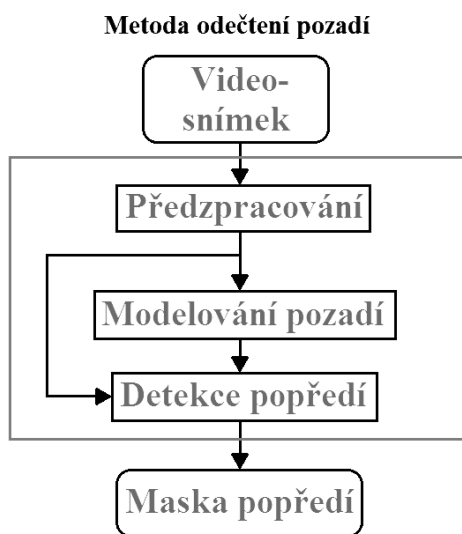 Metoda odečtení pozadí
Video-
snímek
Předzpracování
Modelování pozadí
Detekce popředí
Maska popředí